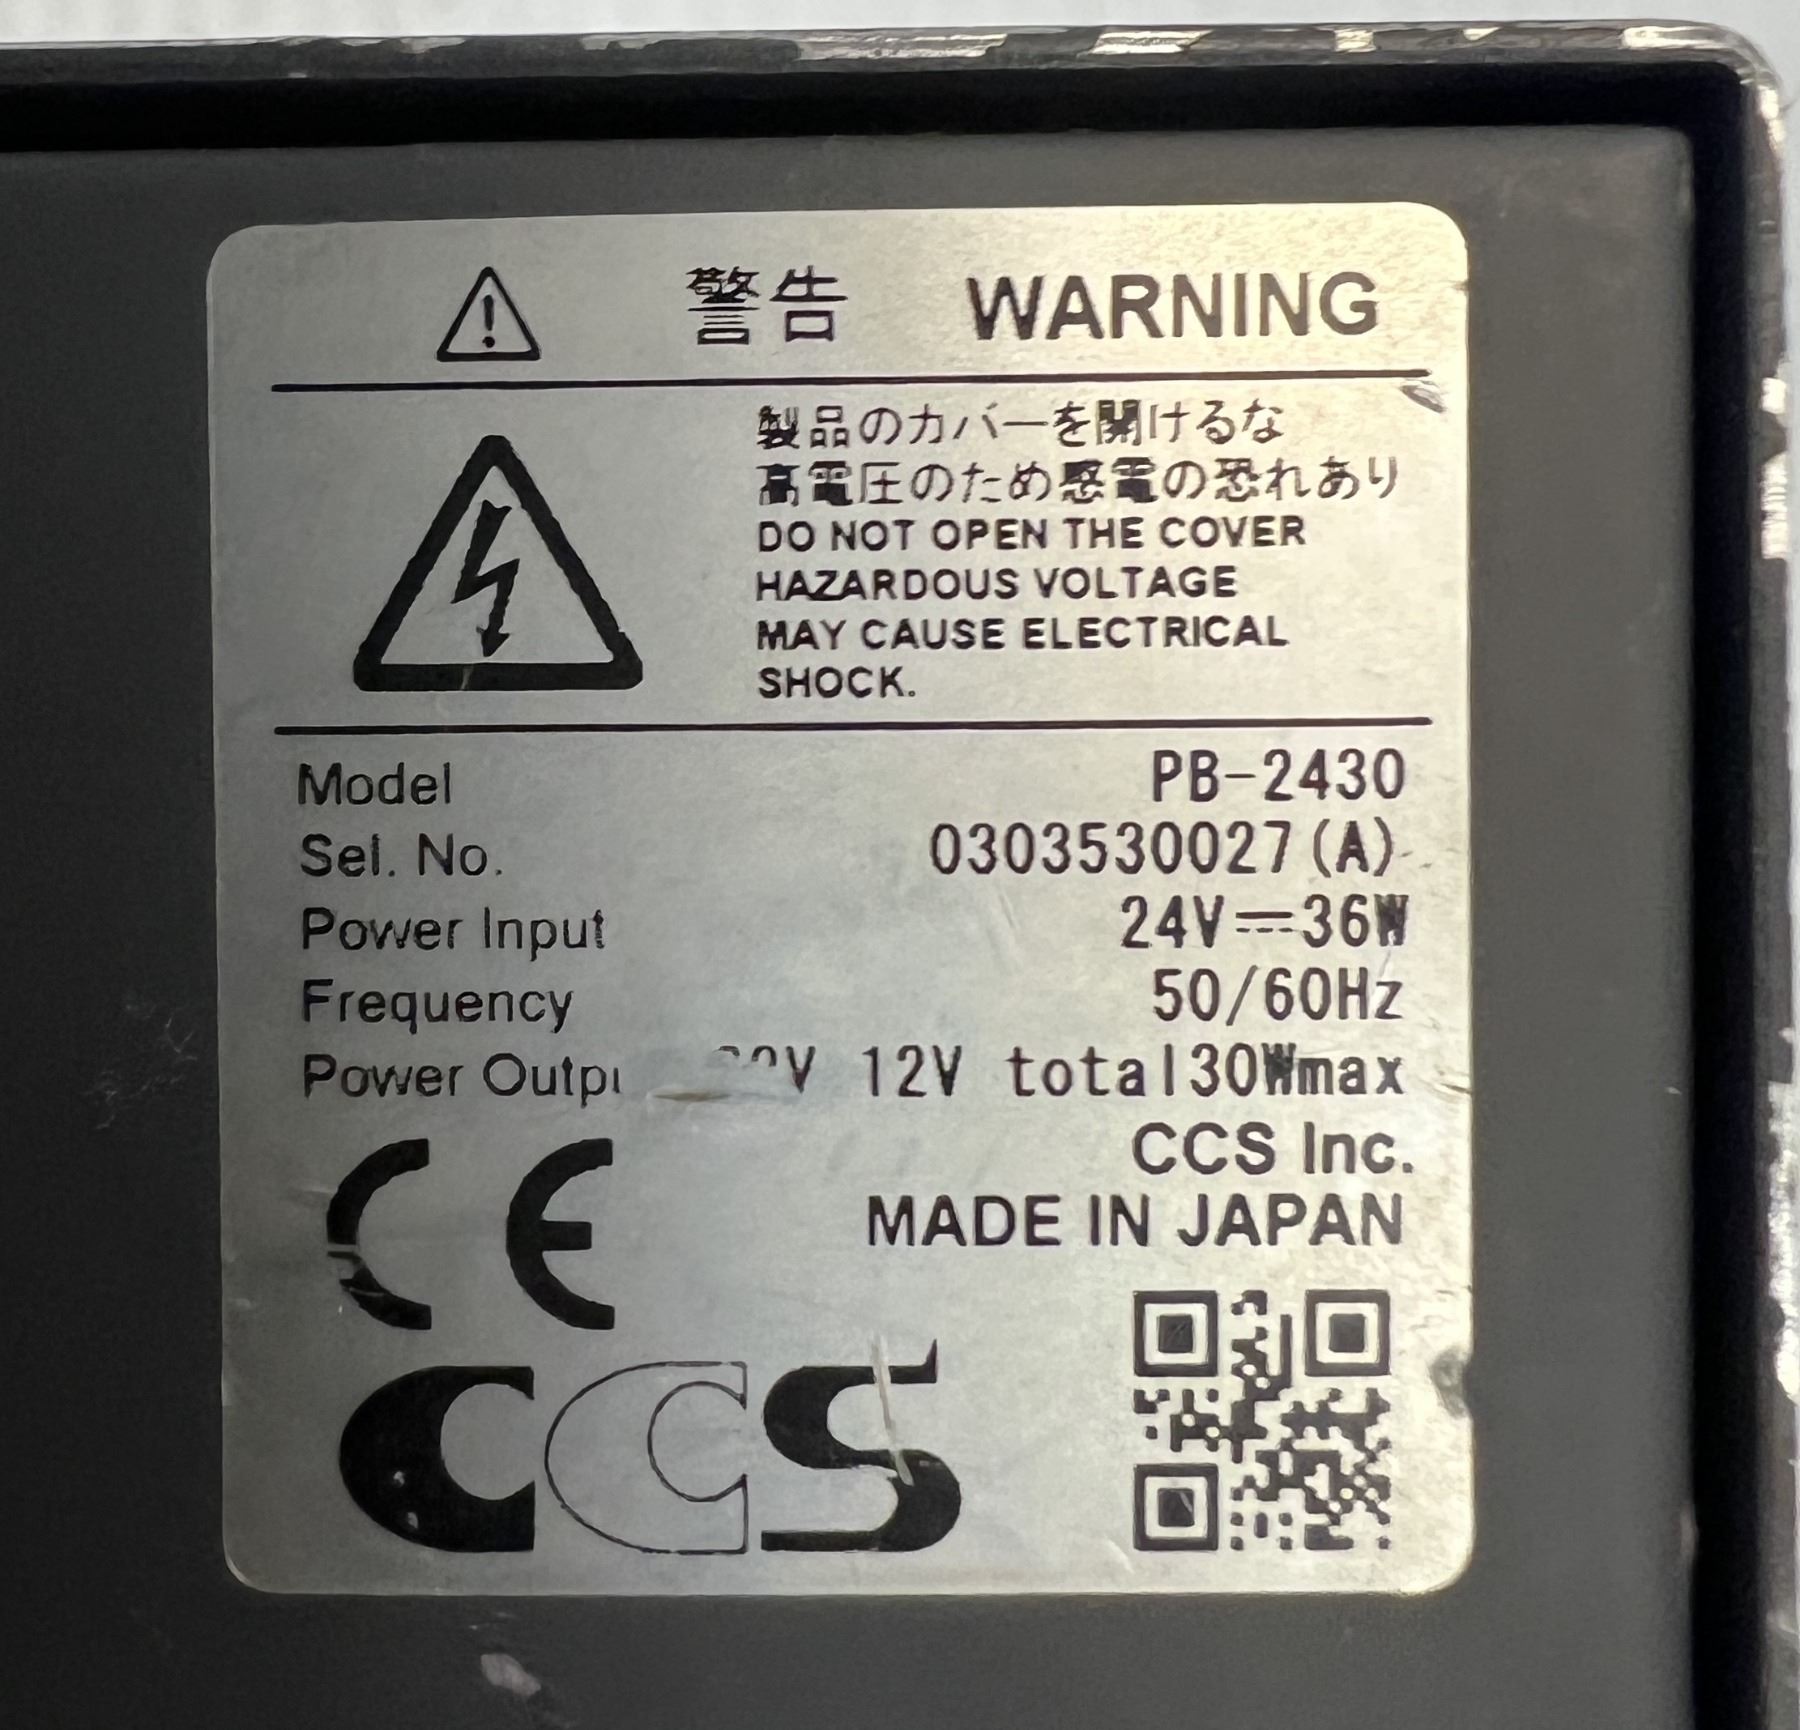 警告 WARNING
製品のカバーを開けるな
高電圧のため感電の恐れあり
DO NOT OPEN THE COVER
HAZARDOUS VOLTAGE
MAY CAUSE ELECTRICAL
SHOCK.
Model PB-2430
Sel. No. 0303530027(A)
Power Input 24V⎓36W
Frequency 50/60Hz
Power 12V total30Wmax
CCS Inc.
MADE IN JAPAN
CE
CCS